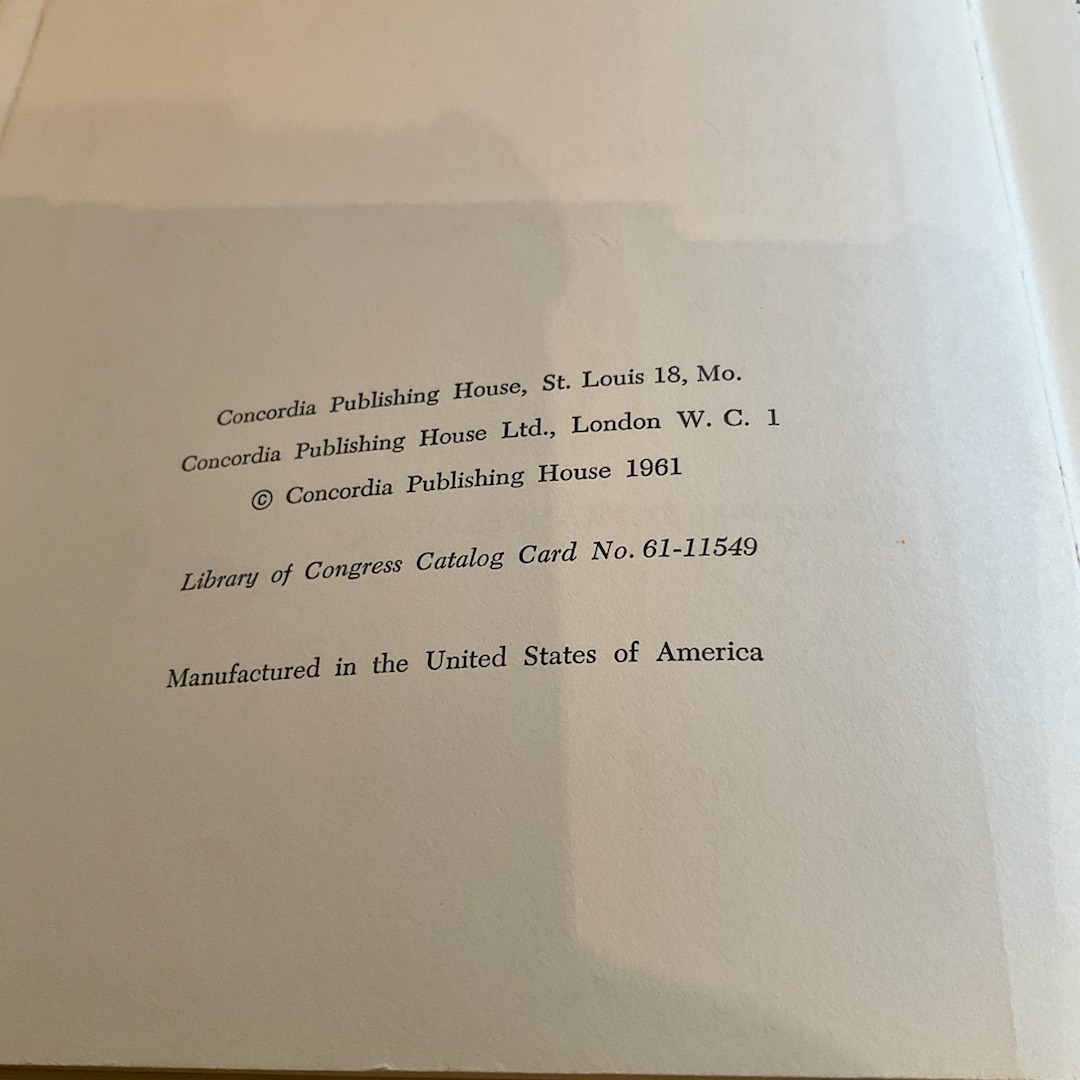 Concordia Publishing House, St. Louis 18, Mo.
Concordia Publishing House Ltd., London W. C. 1
© Concordia Publishing House 1961
Library of Congress Catalog Card No. 61-11549
Manufactured in the United States of America